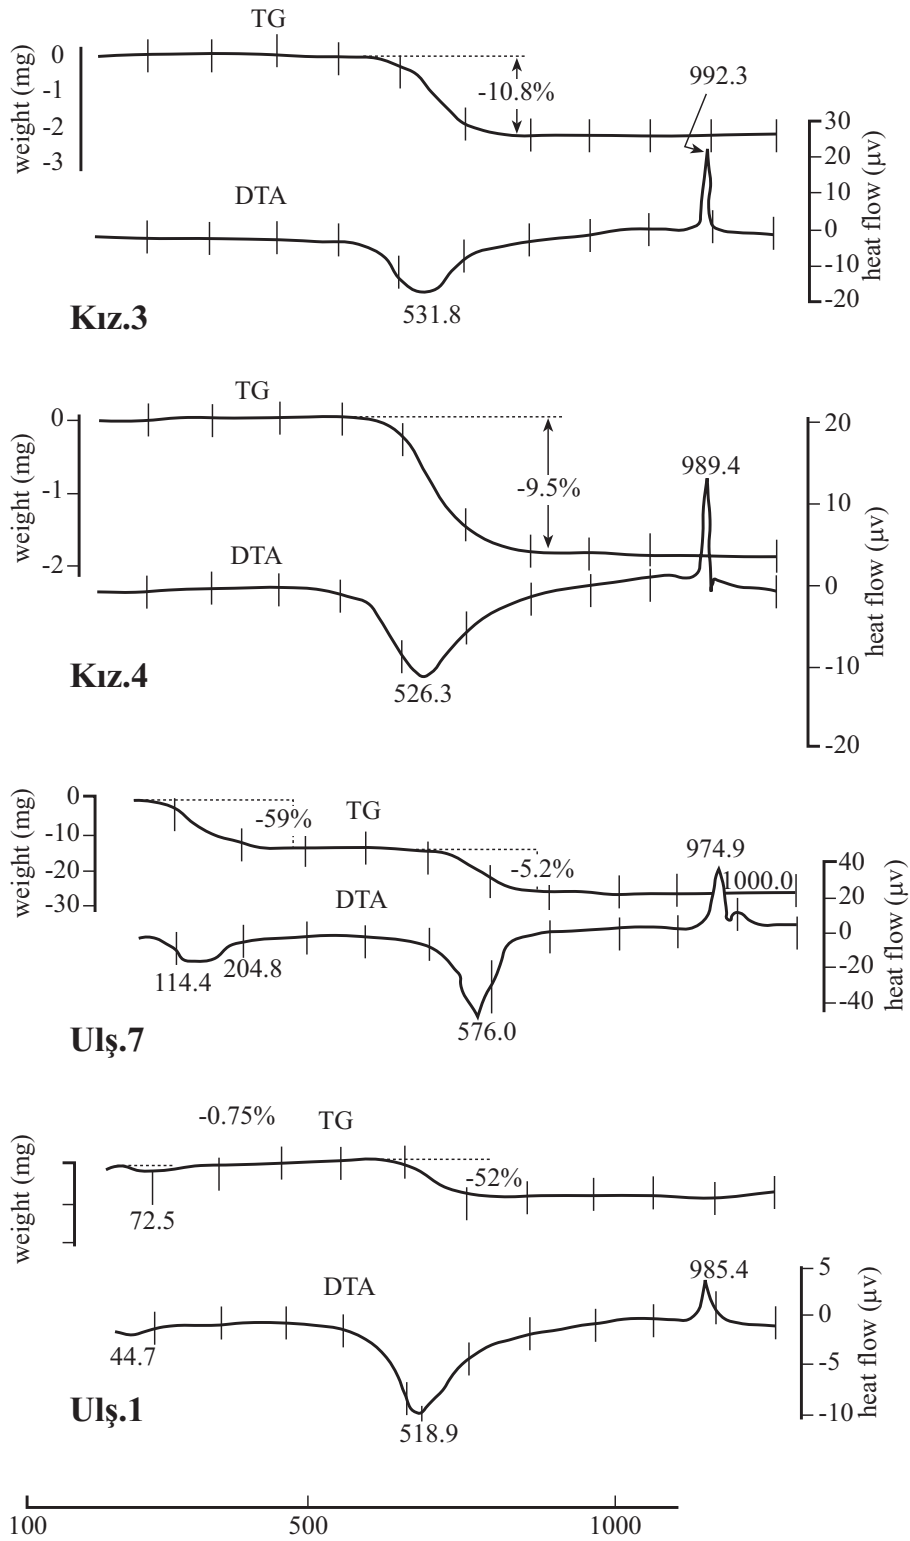 TG
weight (mg)
0
-1
-2
-3
-10.8%
992.3
30
20
10
0
-10
-20
heat flow (µv)
DTA
531.8
Kız.3
TG
weight (mg)
0
-1
-2
-9.5%
989.4
20
10
0
-10
-20
heat flow (µv)
DTA
526.3
Kız.4
weight (mg)
0
-10
-20
-30
-59%
TG
-5.2%
974.9
1000.0
40
20
0
-20
-40
heat flow (µv)
DTA
114.4
204.8
576.0
Ulş.7
-0.75%
TG
weight (mg)
-52%
72.5
DTA
985.4
5
0
-5
-10
heat flow (µv)
44.7
518.9
Ulş.1
100 500 1000